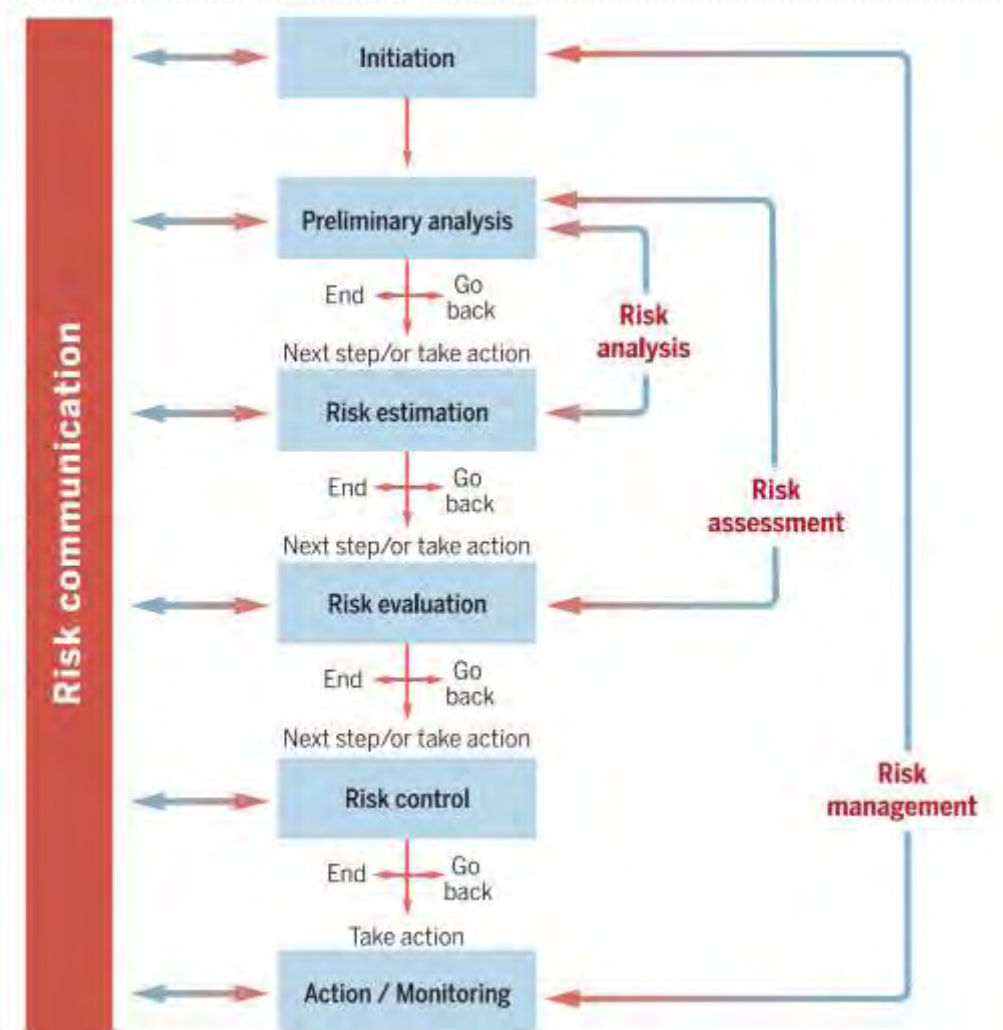 Risk communication
Initiation
Preliminary analysis
End
Go
back
Next step/or take action
Risk
analysis
Risk estimation
End
Go
back
Next step/or take action
Risk
assessment
Risk evaluation
End
Go
back
Next step/or take action
Risk control
Risk
management
End
Go
back
Take action
Action / Monitoring